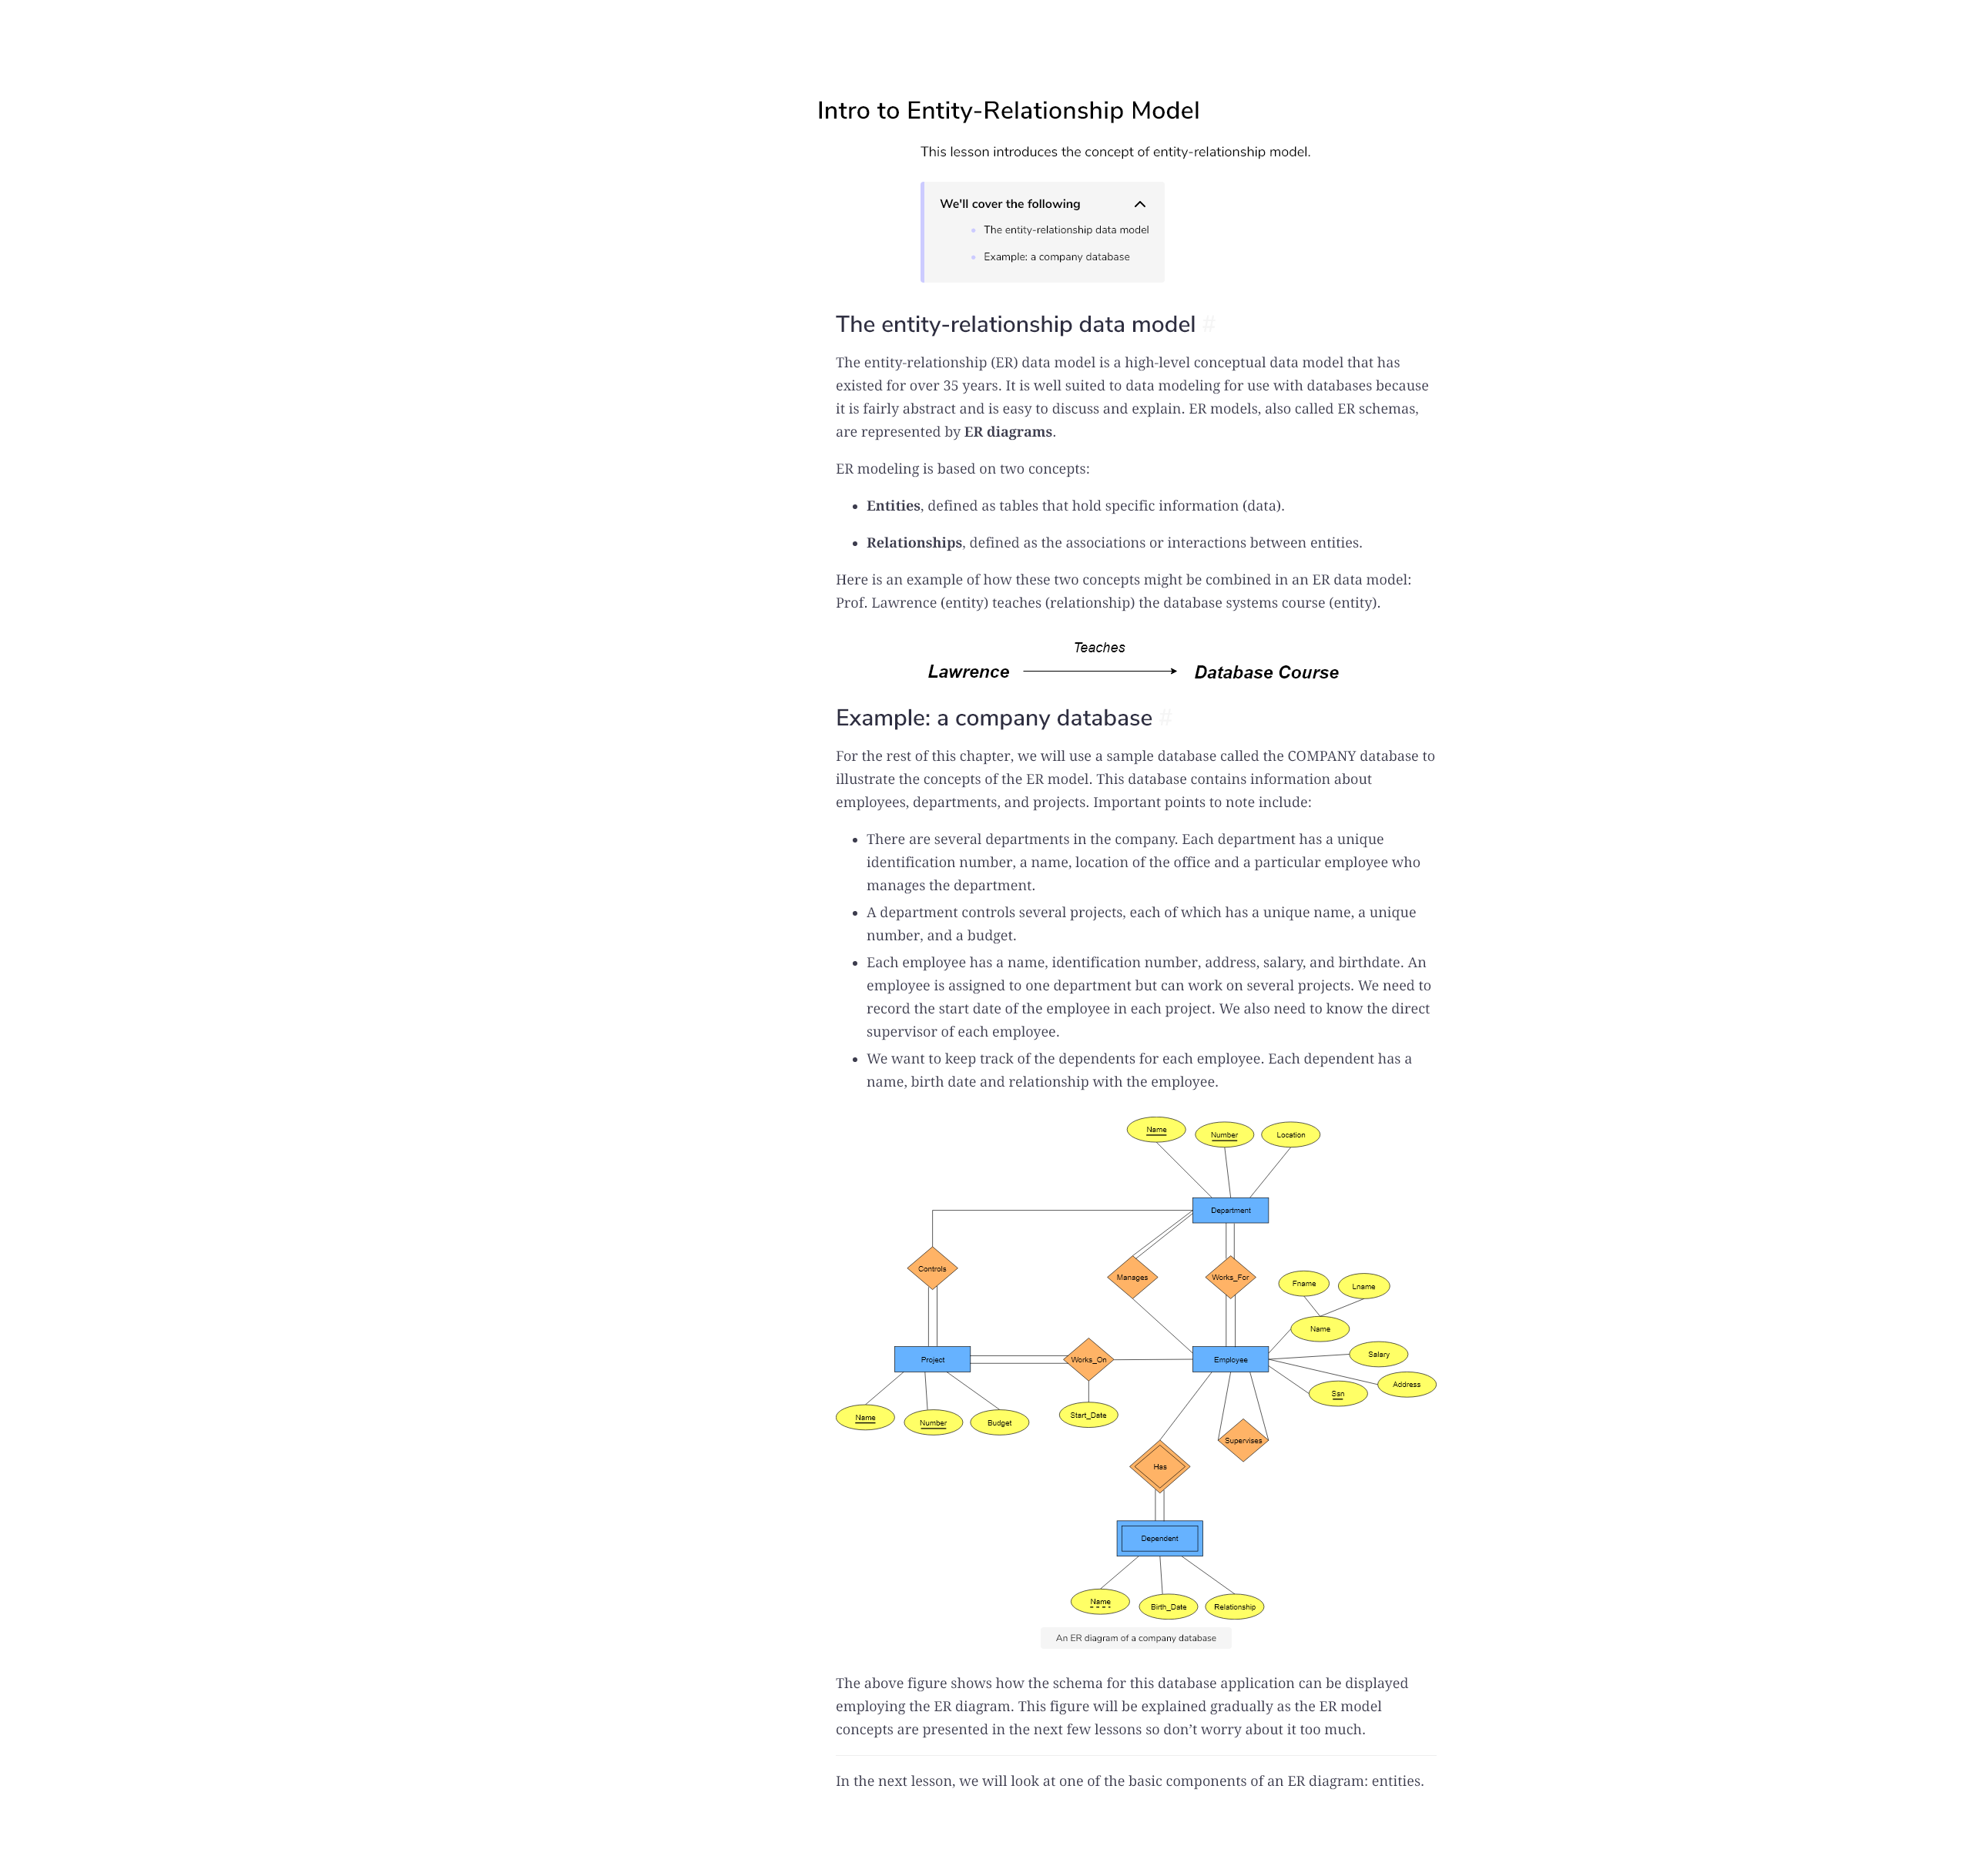 Intro to Entity-Relationship Model
This lesson introduces the concept of entity-relationship model.
We'll cover the following
The entity-relationship data model
Example: a company database
The entity-relationship data model #
The entity-relationship (ER) data model is a high-level conceptual data model that has
existed for over 35 years. It is well suited to data modeling for use with databases because
it is fairly abstract and is easy to discuss and explain. ER models, also called ER schemas,
are represented by ER diagrams.
ER modeling is based on two concepts:
Entities, defined as tables that hold specific information (data).
Relationships, defined as the associations or interactions between entities.
Here is an example of how these two concepts might be combined in an ER data model:
Prof. Lawrence (entity) teaches (relationship) the database systems course (entity).
Teaches
Lawrence
Database Course
Example: a company database #
For the rest of this chapter, we will use a sample database called the COMPANY database to
illustrate the concepts of the ER model. This database contains information about
employees, departments, and projects. Important points to note include:
There are several departments in the company. Each department has a unique
identification number, a name, location of the office and a particular employee who
manages the department.
A department controls several projects, each of which has a unique name, a unique
number, and a budget.
Each employee has a name, identification number, address, salary, and birthdate. An
employee is assigned to one department but can work on several projects. We need to
record the start date of the employee in each project. We also need to know the direct
supervisor of each employee.
We want to keep track of the dependents for each employee. Each dependent has a
name, birth date and relationship with the employee.
Name
Number
Location
Department
Controls
Manages
Works_For
Fname
Lname
Name
Project
Works_On
Employee
Salary
Address
Ssn
Name
Number
Budget
Start_Date
Supervises
Has
Dependent
Name
Birth_Date
Relationship
An ER diagram of a company database
The above figure shows how the schema for this database application can be displayed
employing the ER diagram. This figure will be explained gradually as the ER model
concepts are presented in the next few lessons so don’t worry about it too much.
In the next lesson, we will look at one of the basic components of an ER diagram: entities.